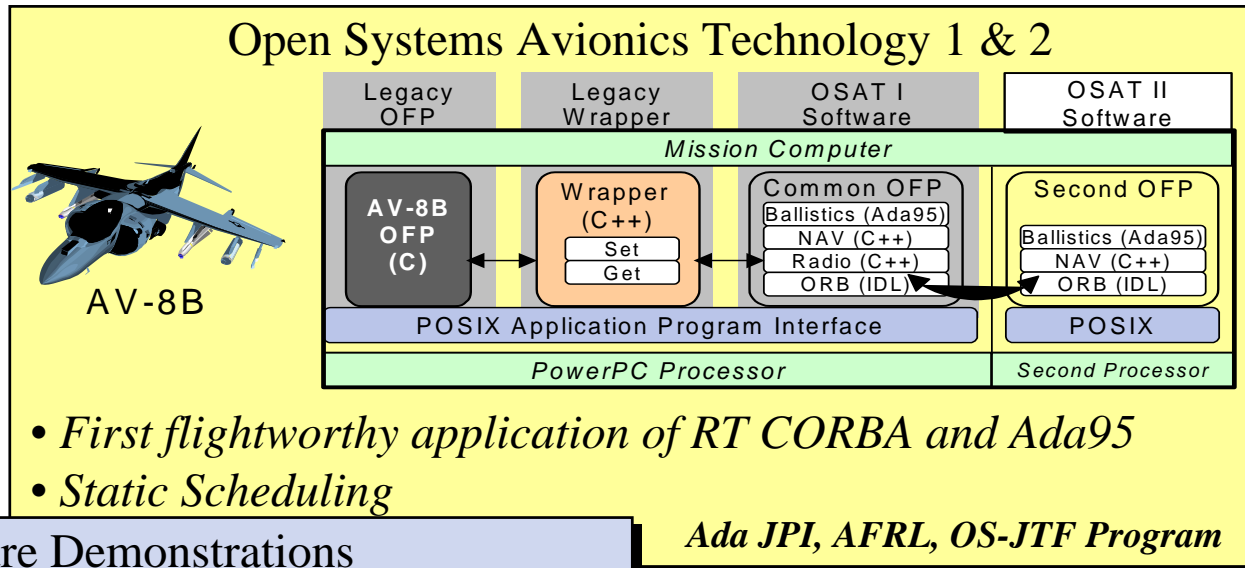 Open Systems Avionics Technology 1 & 2
Legacy OFP
Legacy Wrapper
OSAT I Software
OSAT II Software
Mission Computer
AV-8B
OFP
(C)
Wrapper
(C++)
Set
Get
Common OFP
Ballistics (Ada95)
NAV (C++)
Radio (C++)
ORB (IDL)
Second OFP
Ballistics (Ada95)
NAV (C++)
ORB (IDL)
AV-8B
POSIX Application Program Interface
POSIX
PowerPC Processor
Second Processor
• First flightworthy application of RT CORBA and Ada95
• Static Scheduling
Ada JPI, AFRL, OS-JTF Program
re Demonstrations